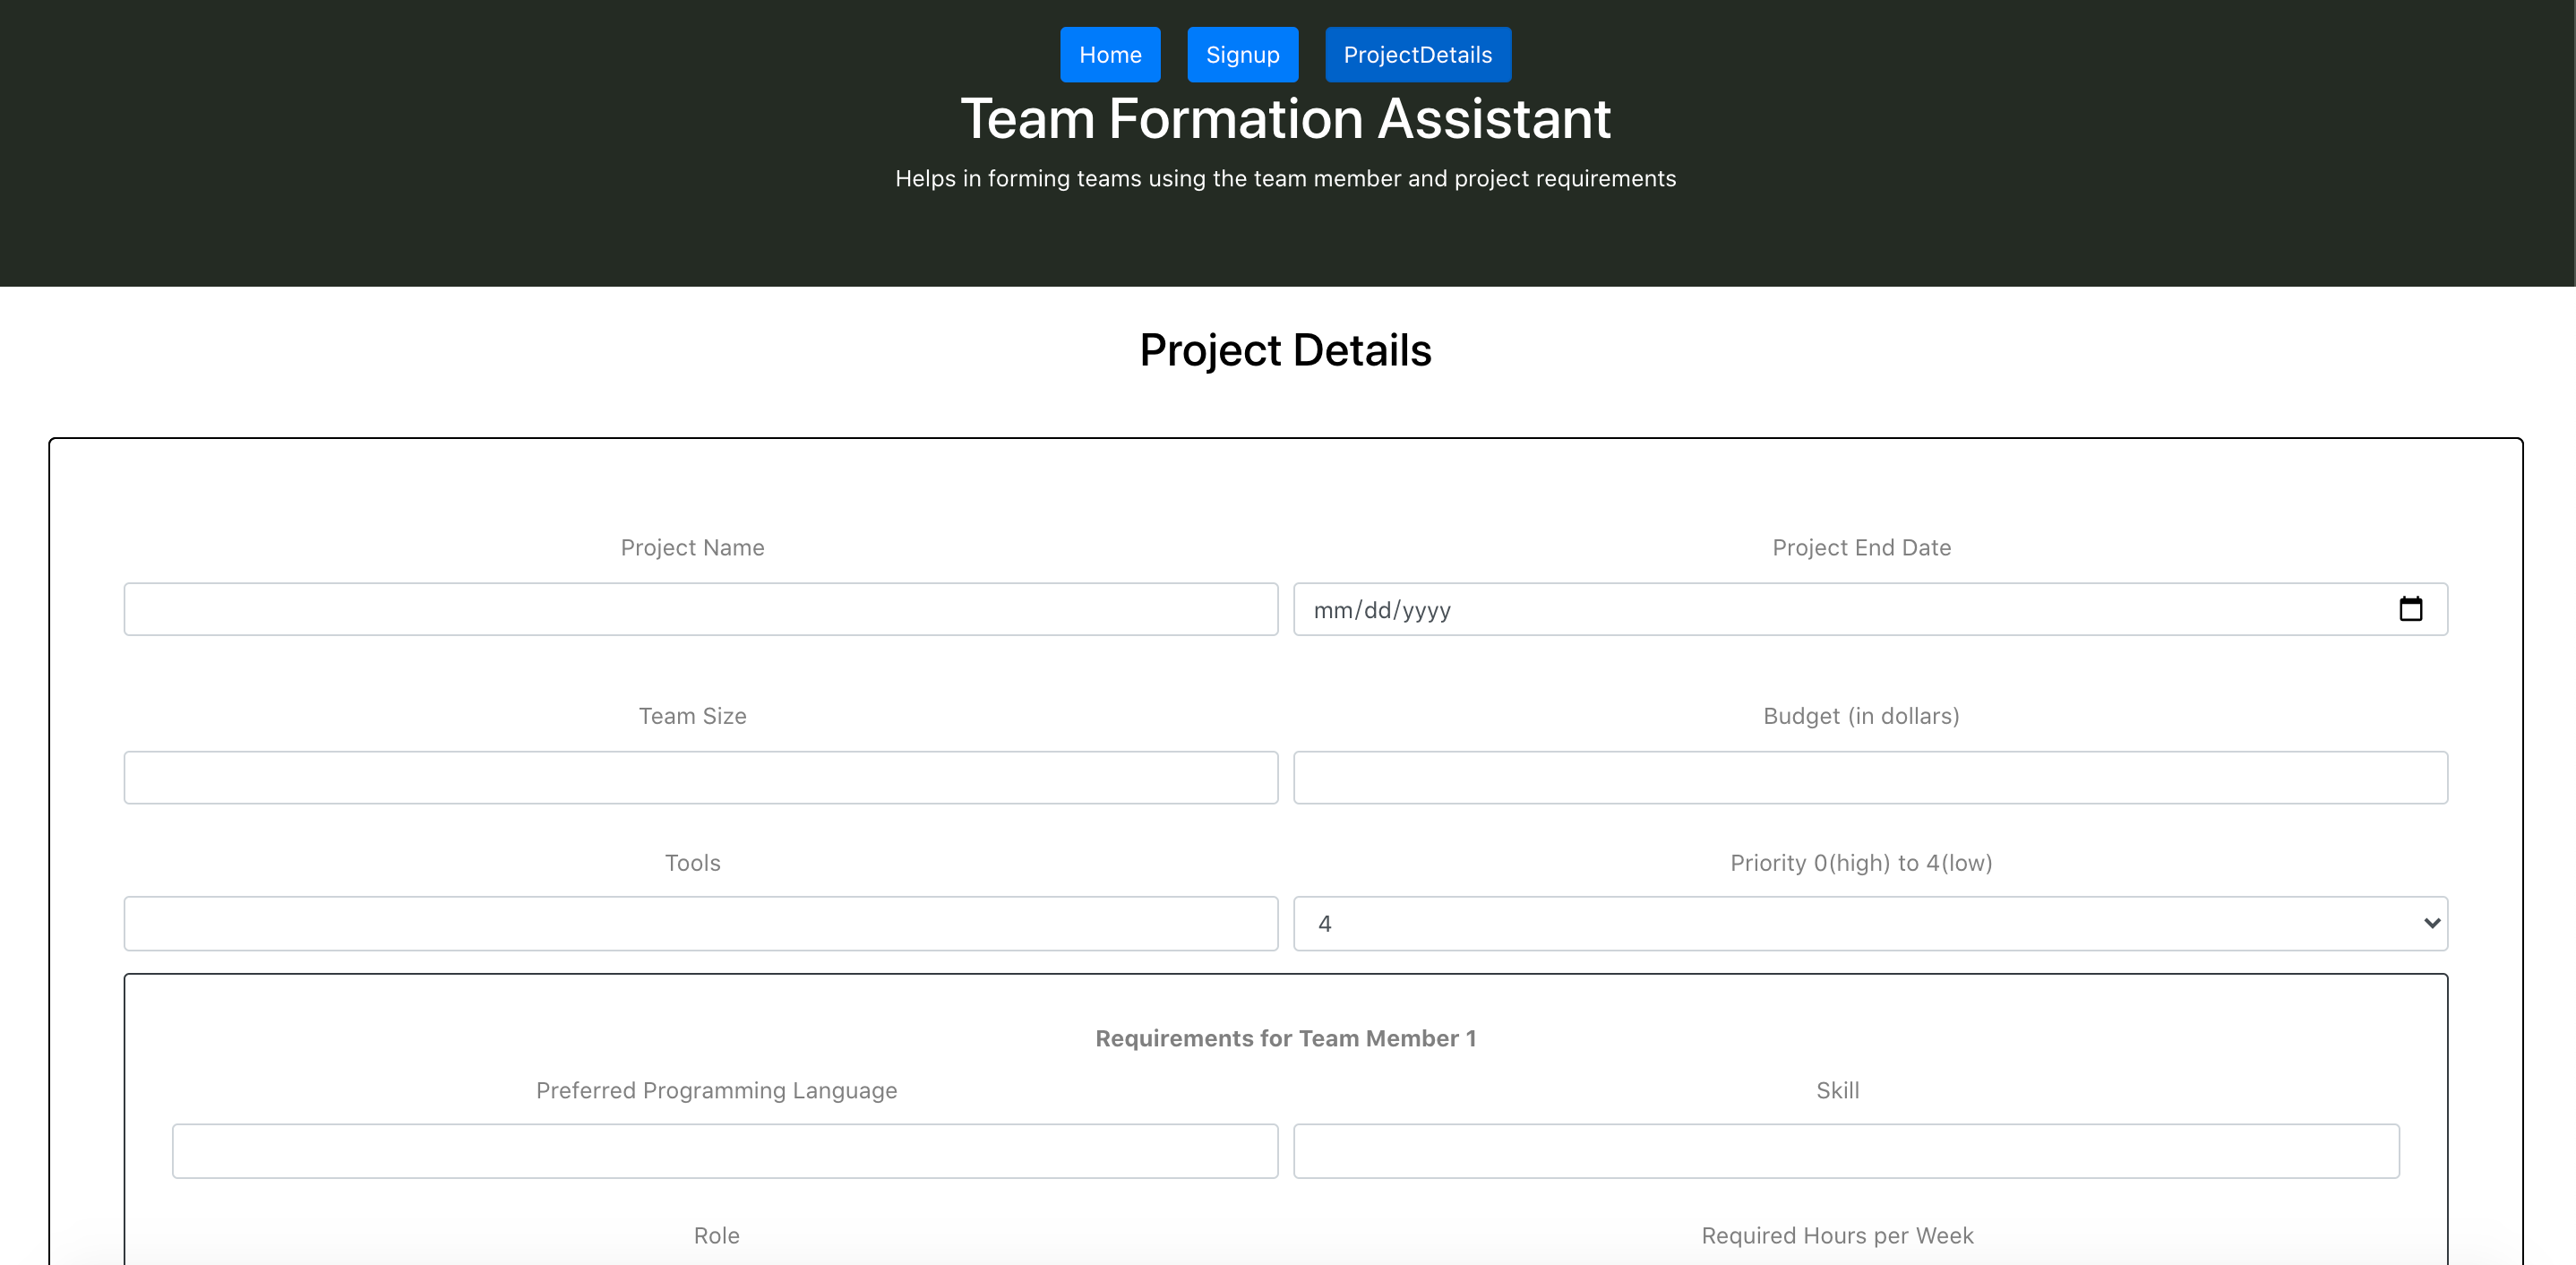 Home Signup ProjectDetails
Team Formation Assistant
Helps in forming teams using the team member and project requirements
Project Details
Project Name Project End Date
mm/dd/yyyy
Team Size Budget (in dollars)
Tools Priority 0(high) to 4(low)
4
Requirements for Team Member 1
Preferred Programming Language Skill
Role Required Hours per Week